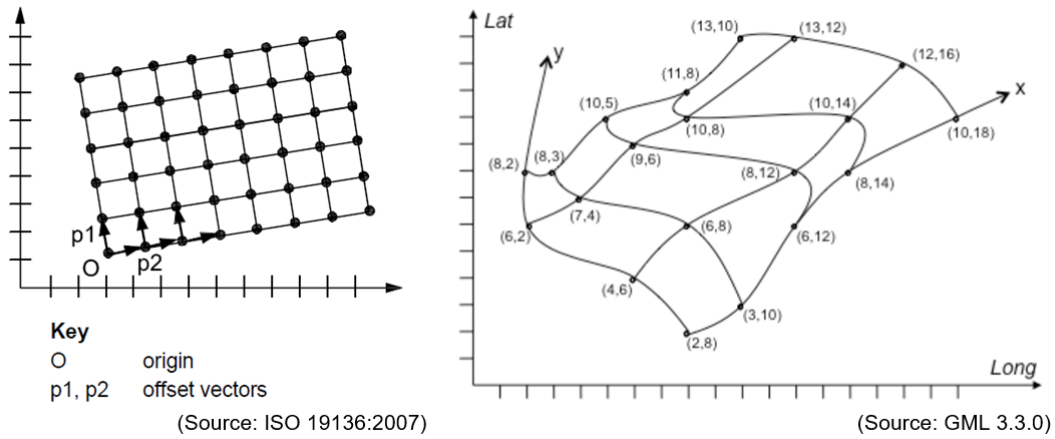 p1
O
p2
Key
O origin
p1, p2 offset vectors
(Source: ISO 19136:2007)
Lat
(13,10)
(13,12)
y
(12,16)
(11,8)
x
(10,5)
(10,14)
(10,8)
(10,18)
(8,2)
(8,3)
(9,6)
(8,12)
(8,14)
(7,4)
(6,2)
(6,8)
(6,12)
(4,6)
(3,10)
(2,8)
Long
(Source: GML 3.3.0)